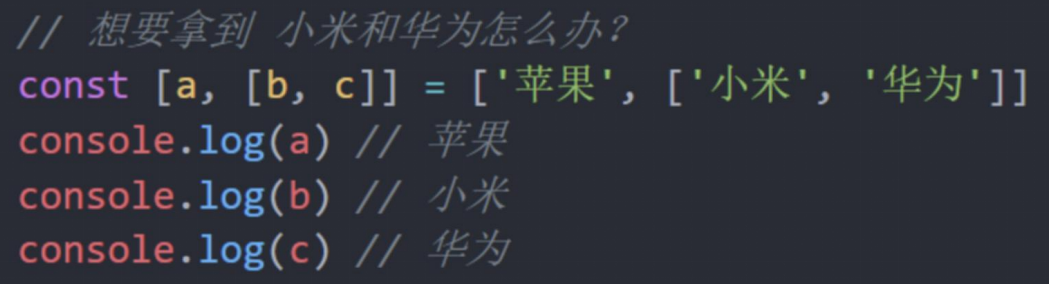 // 想要拿到 小米和华为怎么办?
const [a, [b, c]] = ['苹果', ['小米', '华为']]
console.log(a) // 苹果
console.log(b) // 小米
console.log(c) // 华为